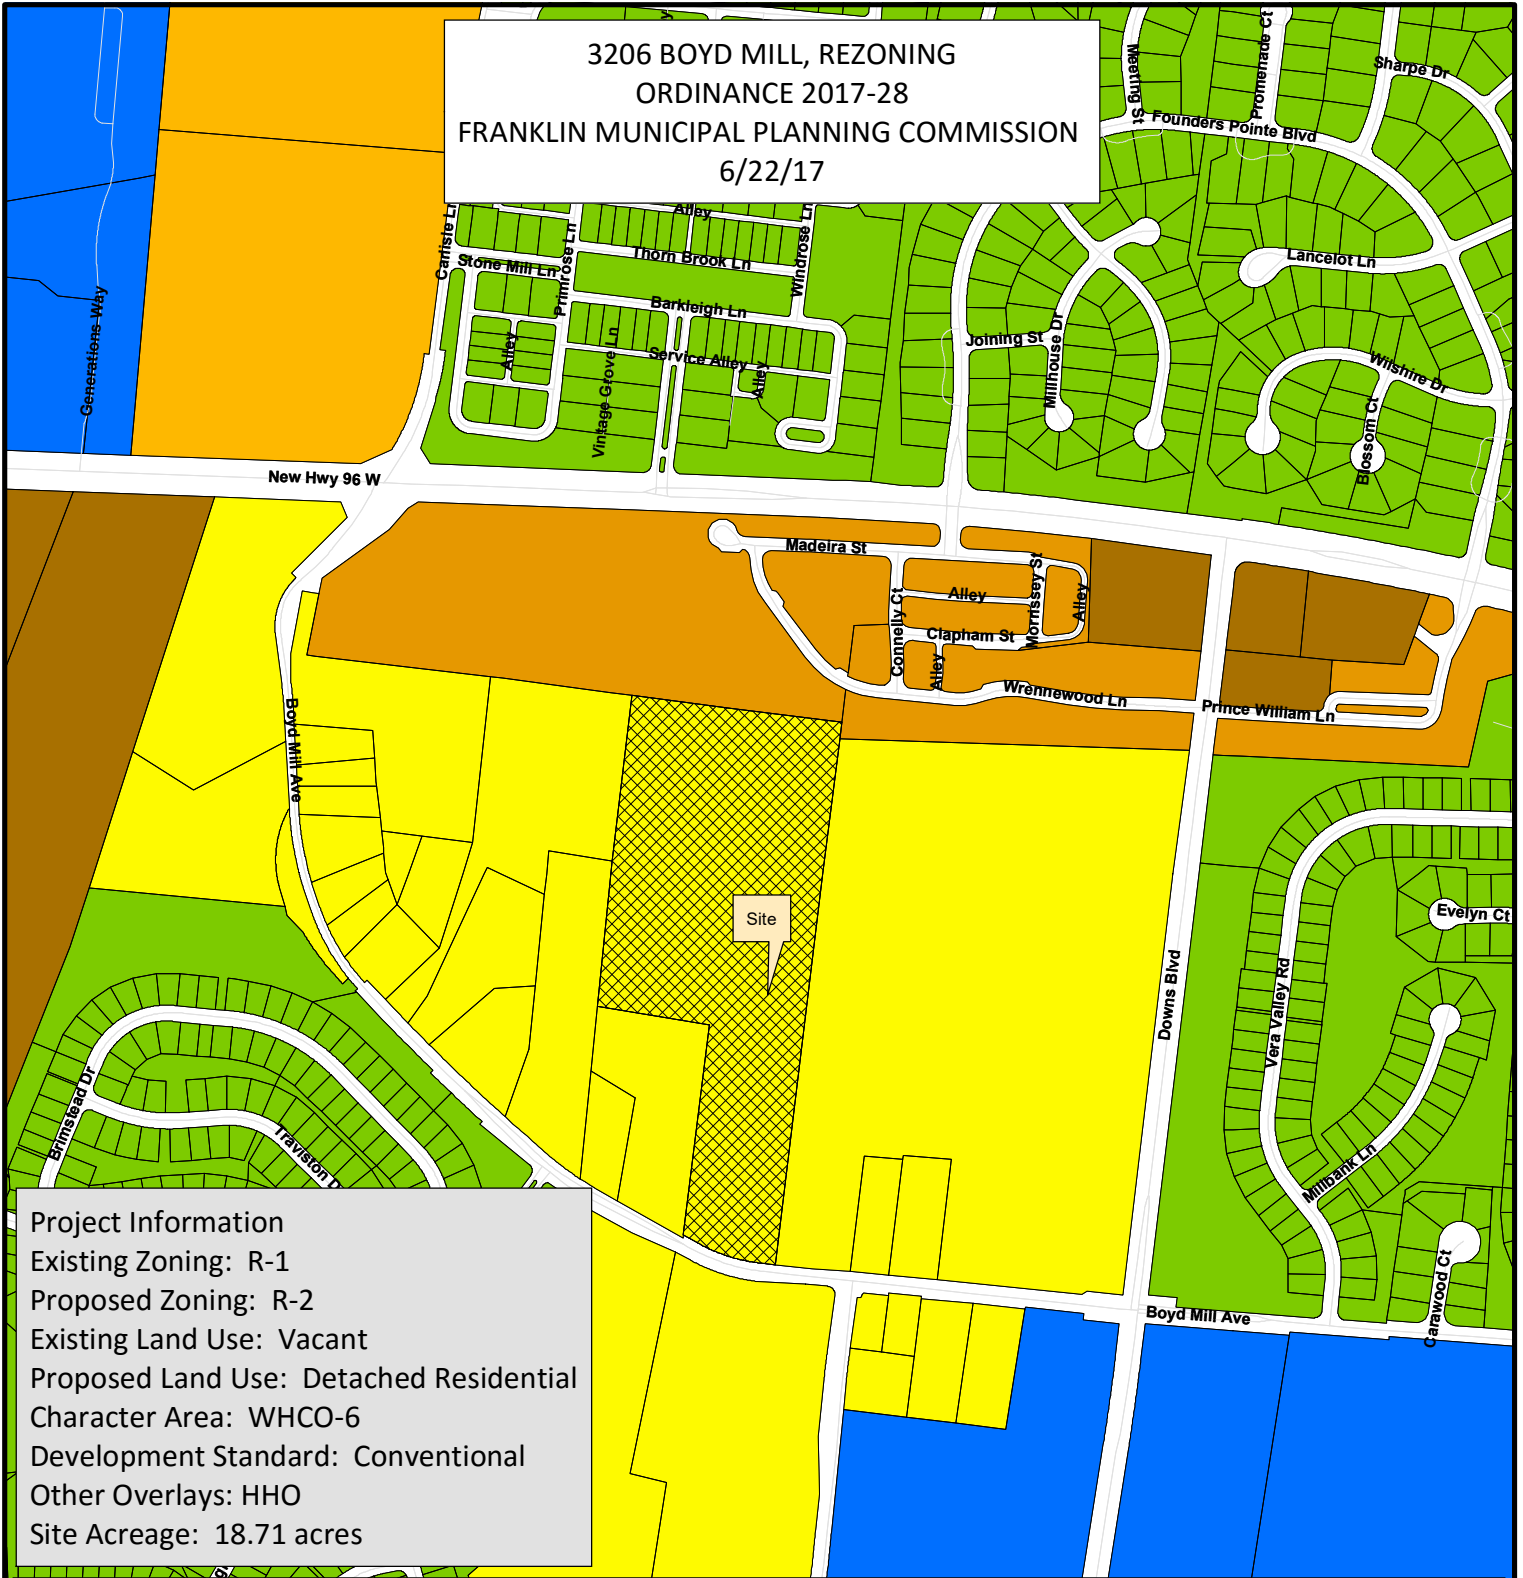 3206 BOYD MILL, REZONING
ORDINANCE 2017-28
FRANKLIN MUNICIPAL PLANNING COMMISSION
6/22/17
Meeting St
Promenade Ct
Sharpe Dr
Founders Pointe Blvd
Alley
Carlisle Ln
Primrose Ln
Windrose Ln
Stone Mill Ln
Thorn Brook Ln
Lancelot Ln
Generations Way
Barkleigh Ln
Joining St
Millhouse Dr
Alley
Vintage Grove Ln
Service Alley
Alley
Wilshire Dr
Blossom Ct
New Hwy 96 W
Madeira St
Connelly Ct
Alley
Morrissey St
Alley
Clapham St
Alley
Wrennewood Ln
Prince William Ln
Boyd Mill Ave
Site
Evelyn Ct
Downs Blvd
Vera Valley Rd
Brimstead Dr
Traviston D
Millbank Ln
Carawood Ct
Boyd Mill Ave
Project Information
Existing Zoning: R-1
Proposed Zoning: R-2
Existing Land Use: Vacant
Proposed Land Use: Detached Residential
Character Area: WHCO-6
Development Standard: Conventional
Other Overlays: HHO
Site Acreage: 18.71 acres